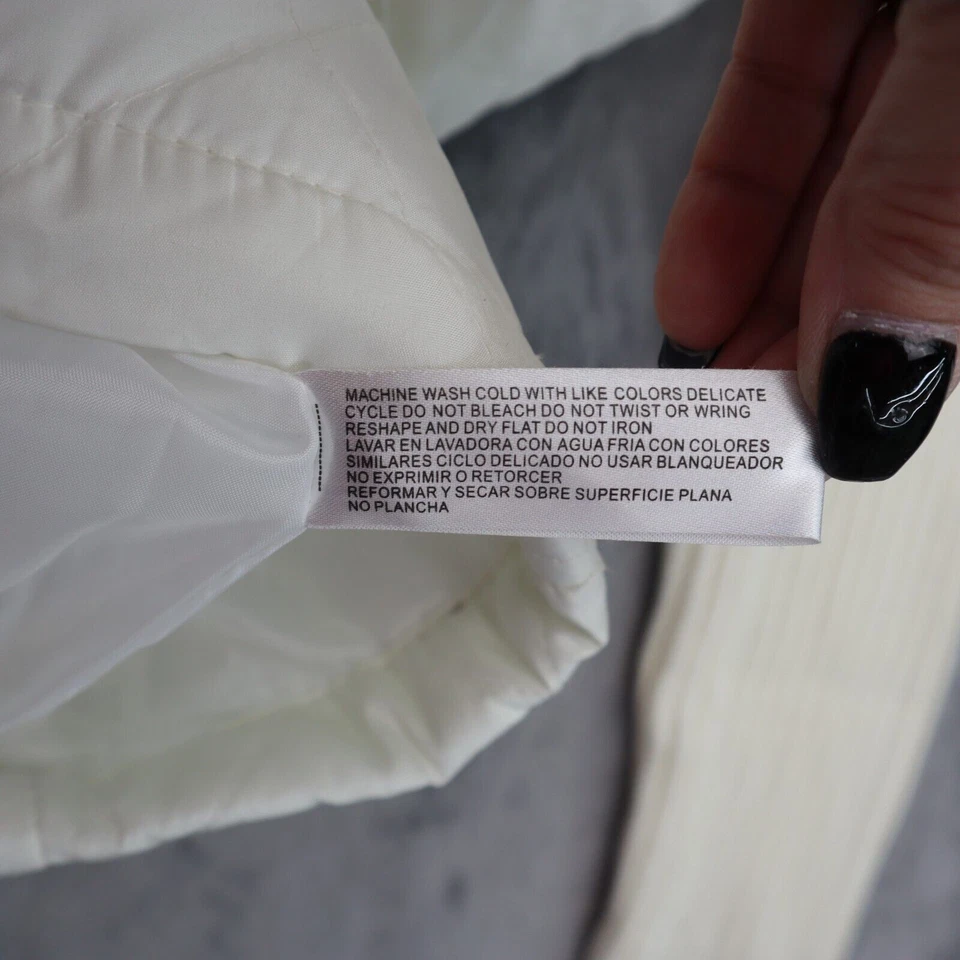 MACHINE WASH COLD WITH LIKE COLORS DELICATE
CYCLE DO NOT BLEACH DO NOT TWIST OR WRING
RESHAPE AND DRY FLAT DO NOT IRON
LAVAR EN LAVADORA CON AGUA FRIA CON COLORES
SIMILARES CICLO DELICADO NO USAR BLANQUEADOR
NO EXPRIMIR O RETORCER
REFORMAR Y SECAR SOBRE SUPERFICIE PLANA
NO PLANCHA